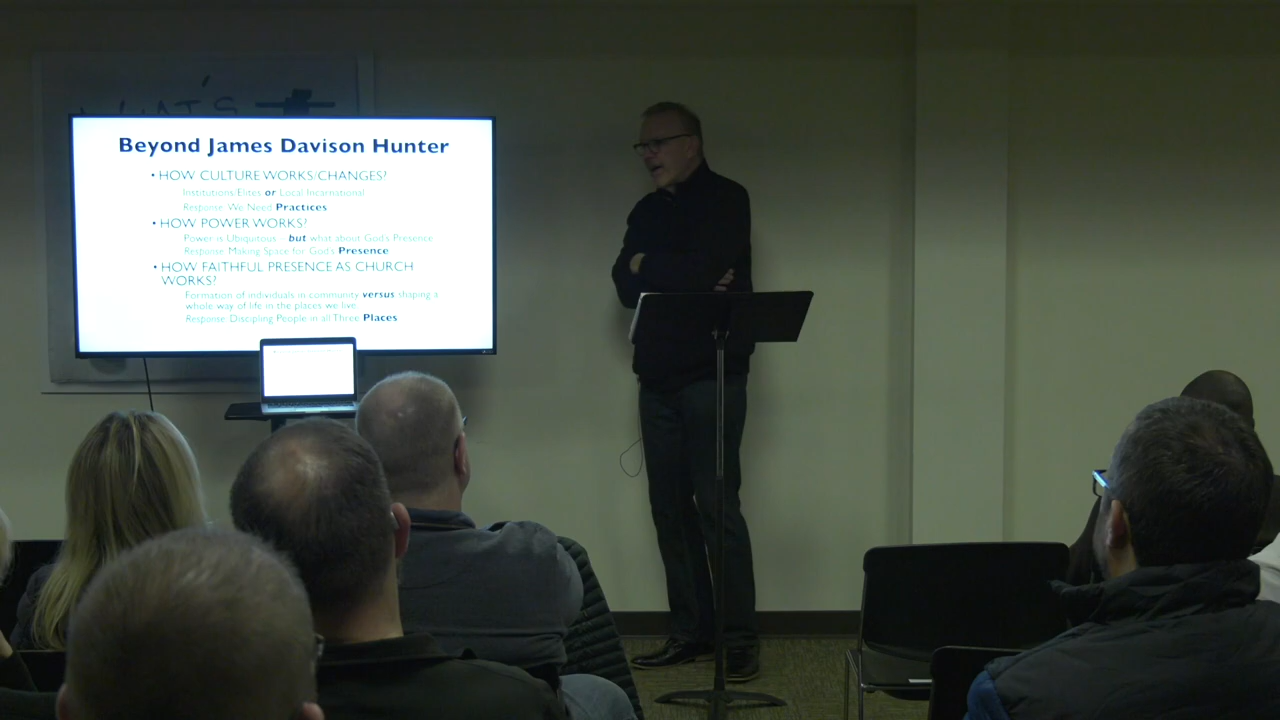 WHAT'S
Beyond James Davison Hunter
• HOW CULTURE WORKS/CHANGES?
Institutions/Elites or Local Incarnational
Response: We Need Practices
• HOW POWER WORKS?
Power is Ubiquitous - but what about God's Presence
Response: Making Space for God's Presence
• HOW FAITHFUL PRESENCE AS CHURCH
WORKS?
Formation of individuals in community versus shaping a
whole way of life in the places we live
Response: Discipling People in all Three Places